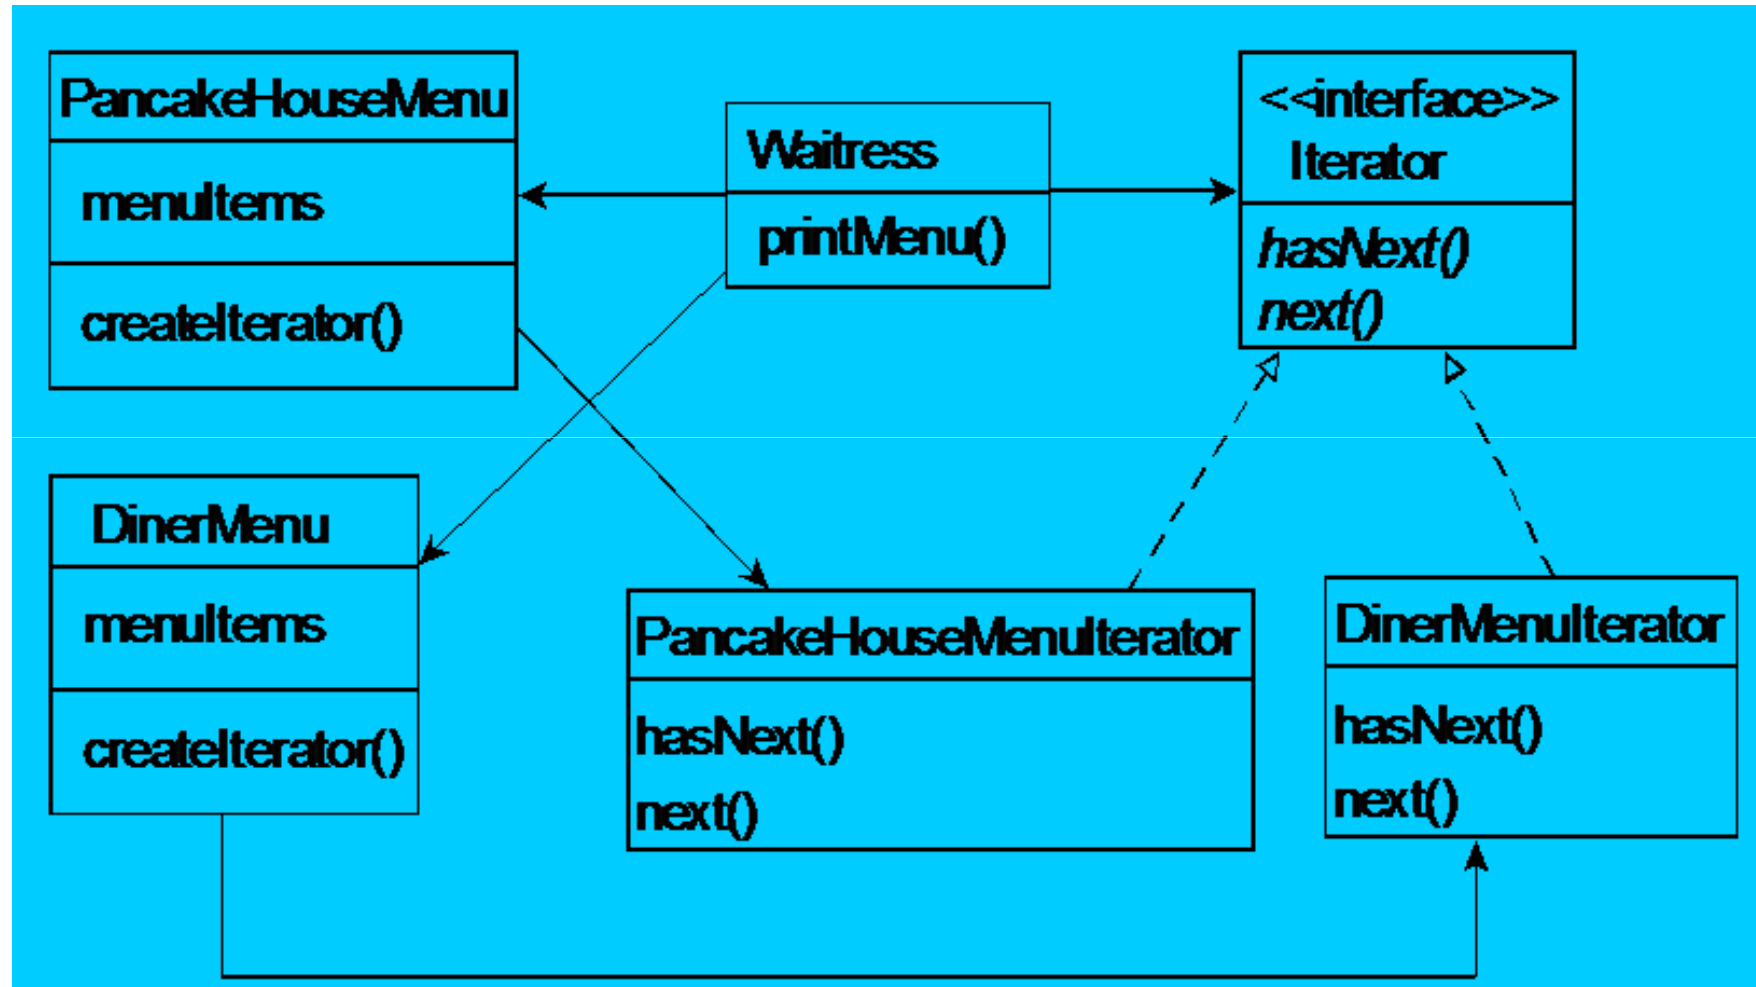 PancakeHouseMenu
menuItems
createIterator()
Waitress
printMenu()
<<interface>>
Iterator
hasNext()
next()
DinerMenu
menuItems
createIterator()
PancakeHouseMenuIterator
hasNext()
next()
DinerMenuIterator
hasNext()
next()